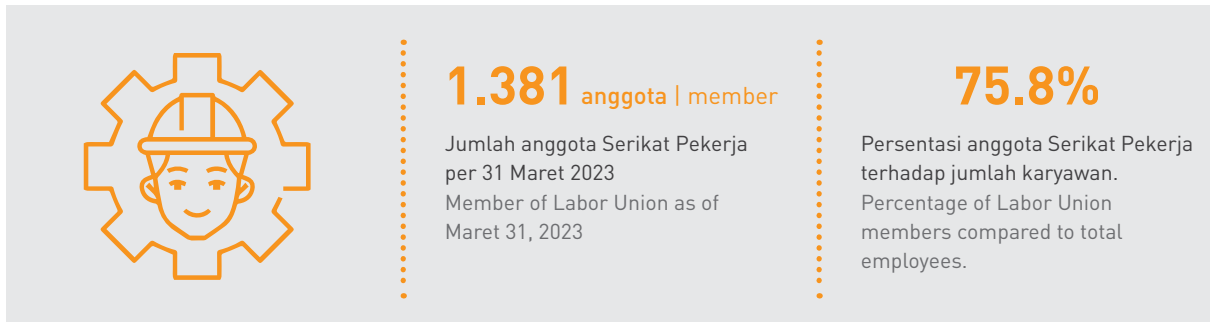 1.381 anggota | member
Jumlah anggota Serikat Pekerja
per 31 Maret 2023
Member of Labor Union as of
Maret 31, 2023
75.8%
Persentasi anggota Serikat Pekerja
terhadap jumlah karyawan.
Percentage of Labor Union
members compared to total
employees.